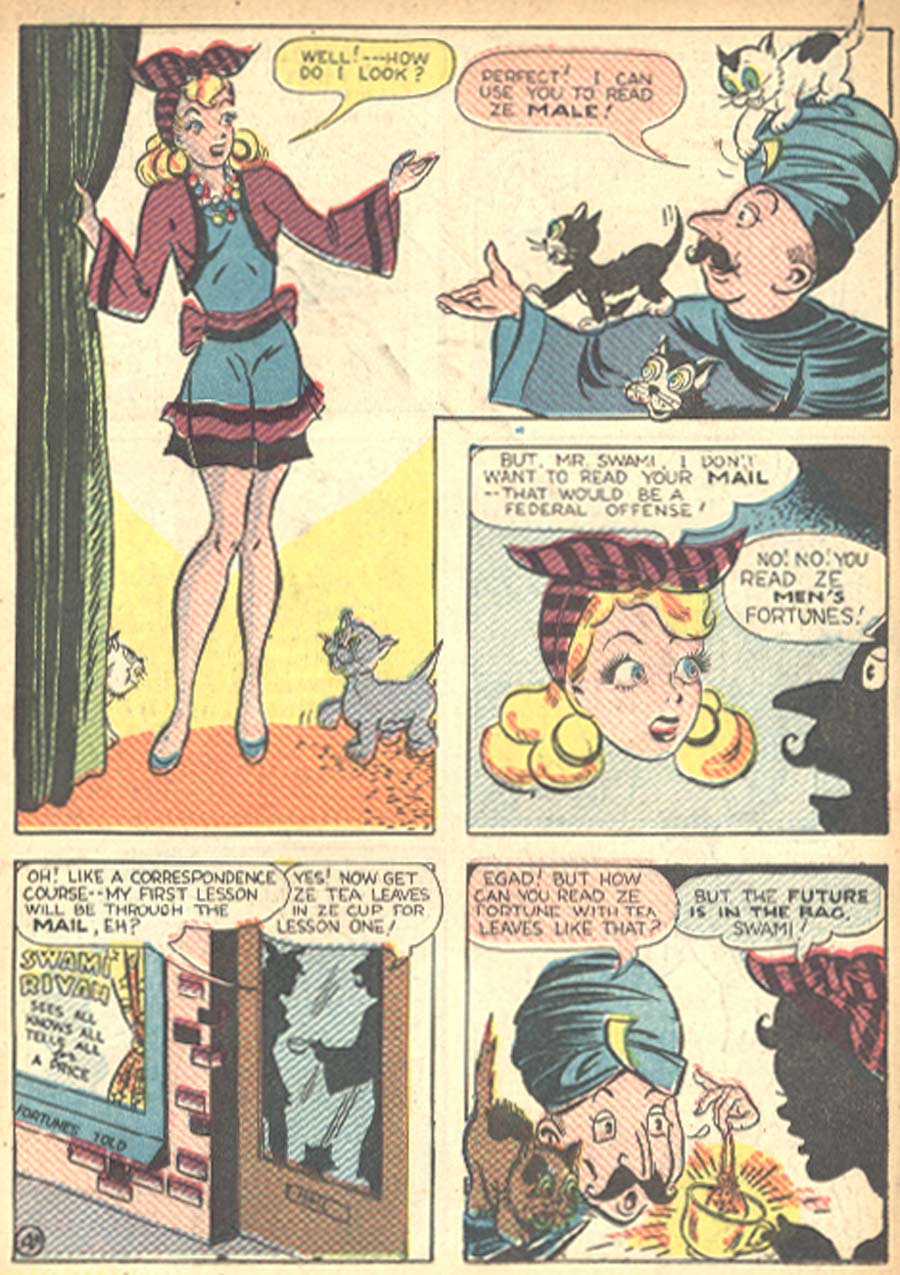 WELL!---HOW
DO I LOOK?
PERFECT! I CAN
USE YOU TO READ
ZE MALE!
BUT, MR. SWAMI, I DON'T
WANT TO READ YOUR MAIL
--THAT WOULD BE A
FEDERAL OFFENSE!
NO! NO! YOU
READ ZE
MEN'S
FORTUNES!
OH! LIKE A CORRESPONDENCE
COURSE--MY FIRST LESSON
WILL BE THROUGH THE
MAIL, EH?
YES! NOW GET
ZE TEA LEAVES
IN ZE CUP FOR
LESSON ONE!
SWAMI
RIVAH
SEES ALL
KNOWS ALL
TELLS ALL
for
A PRICE
FORTUNES TOLD
4
EGAD! BUT HOW
CAN YOU READ ZE
FORTUNE WITH TEA
LEAVES LIKE THAT?
BUT THE FUTURE
IS IN THE BAG,
SWAMI!